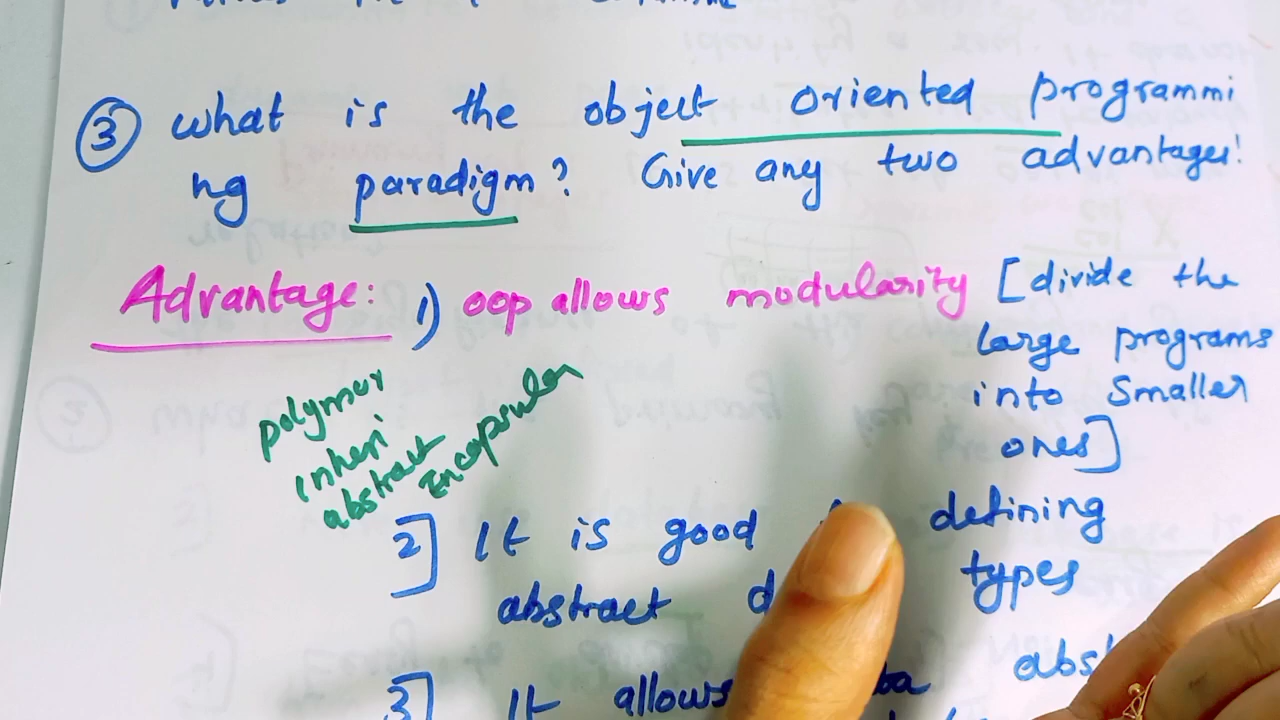 ③ what is the object oriented programmi
ng paradigm? Give any two advantages!
Advantage: 1) oop allows modularity [divide the
large programs
into smaller
ones]
polymor
inheri
abstract
Encapsula
2] It is good defining
abstract types
3] It allows